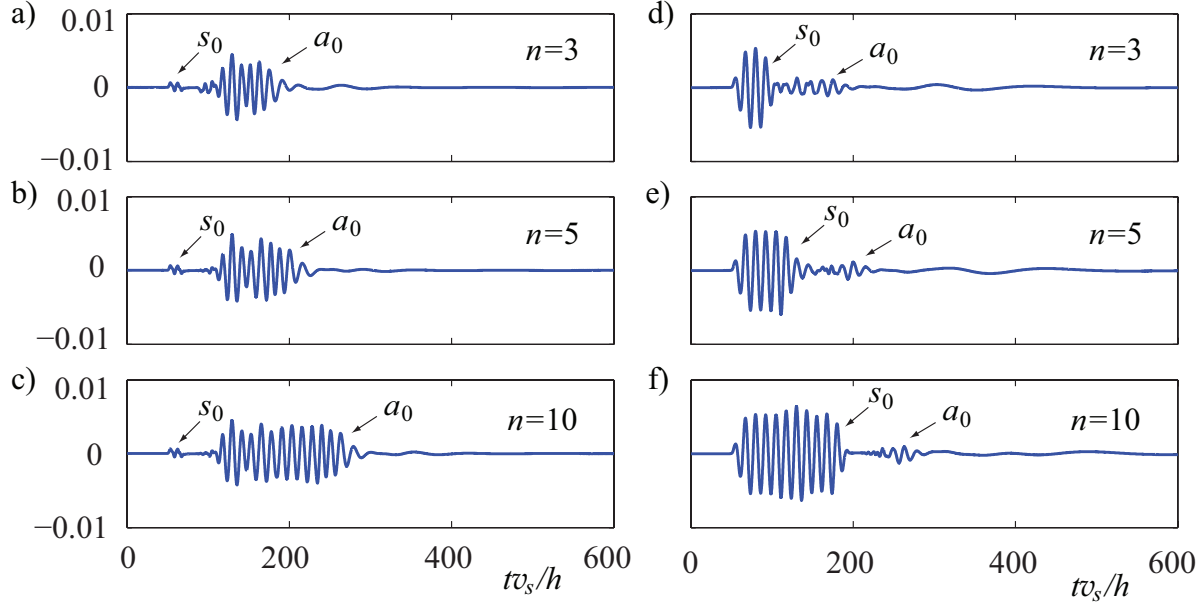 a) 0.01 s₀ a₀ n=3
0
−0.01
b) 0.01 s₀ a₀ n=5
0
−0.01
c) 0.01 s₀ a₀ n=10
0
−0.01
0 200 400 600
tvₛ/h
d) s₀ a₀ n=3
e) s₀ a₀ n=5
f) s₀ a₀ n=10
0 200 400 600
tvₛ/h